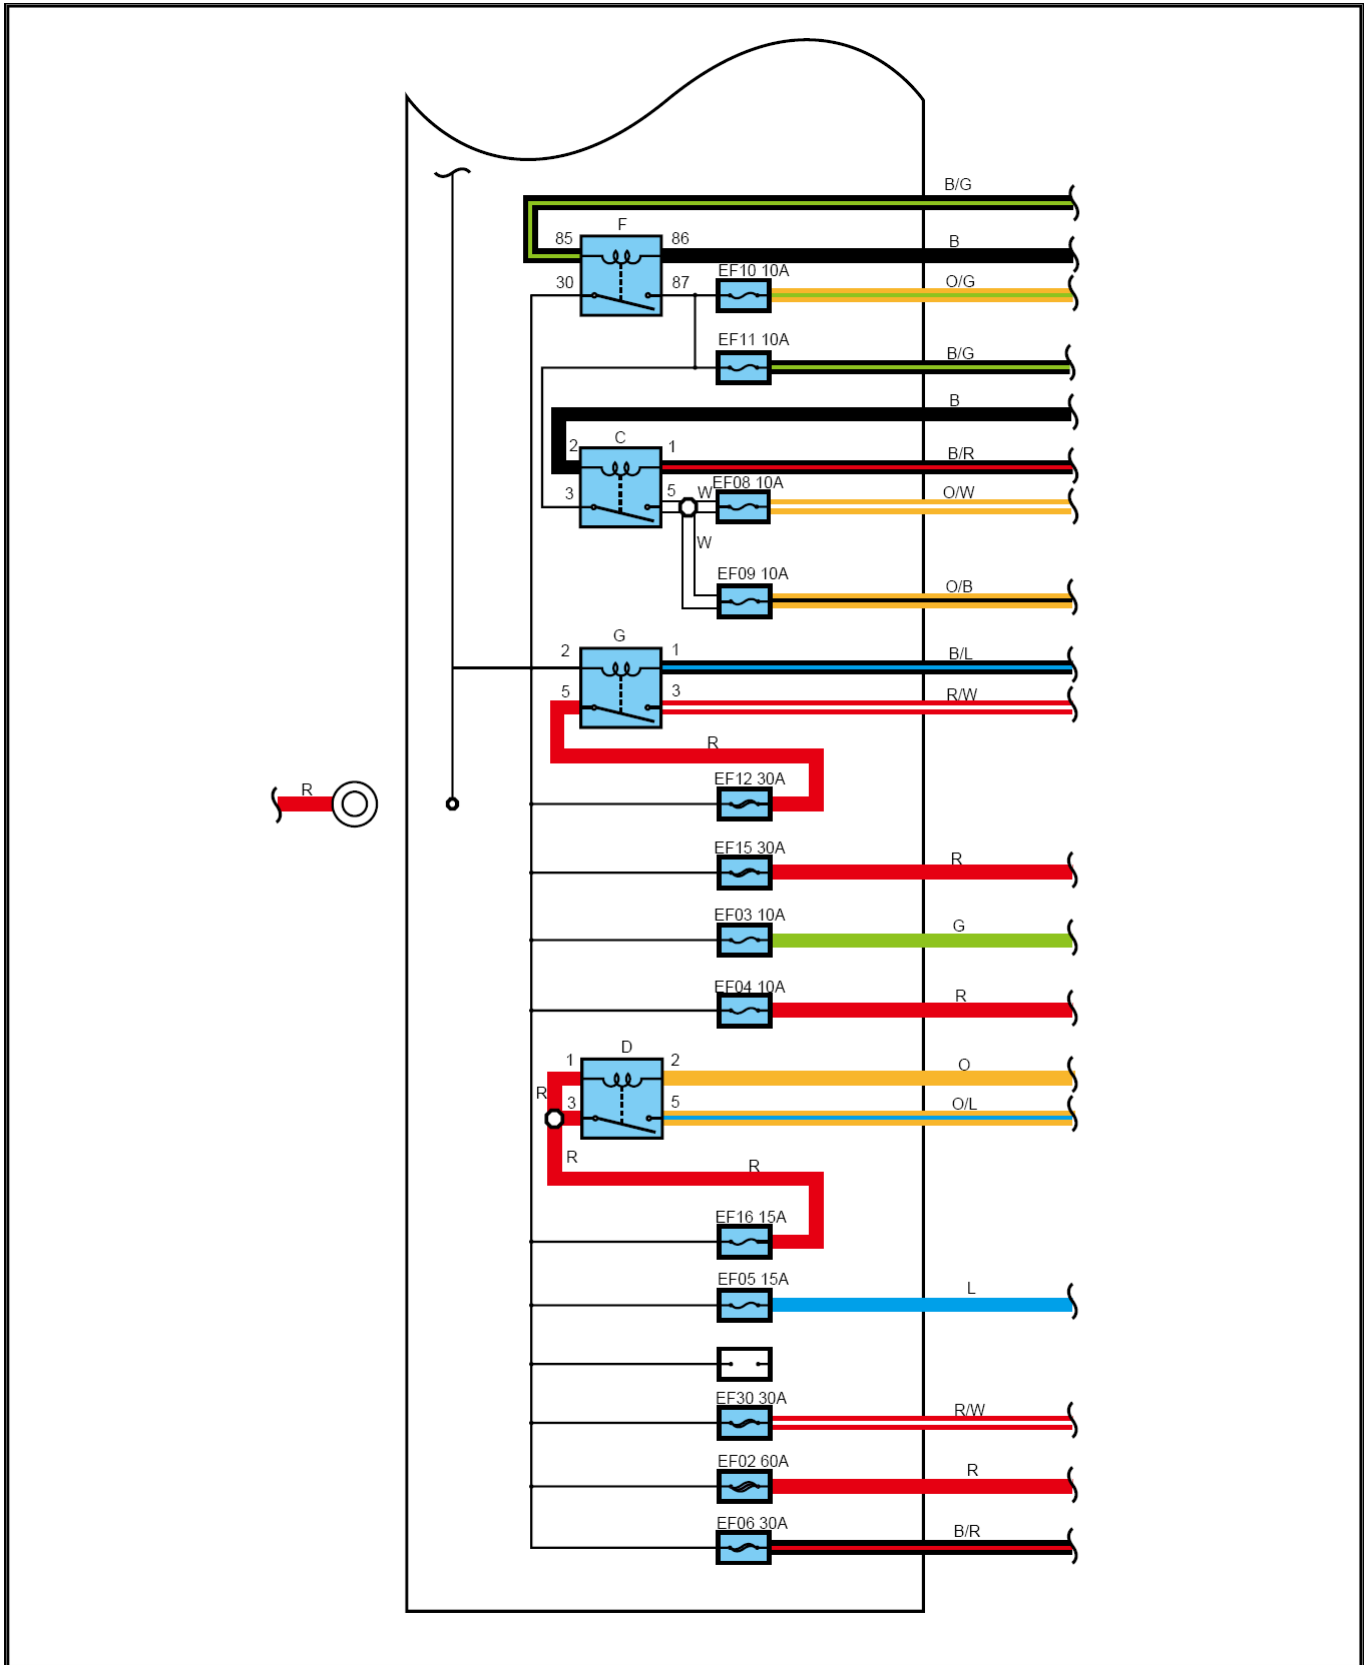 B/G
F
85
86
B
EF10 10A
30
87
O/G
EF11 10A
B/G
B
C
2
1
B/R
EF08 10A
3
5
W
O/W
W
EF09 10A
O/B
G
2
1
B/L
5
3
R/W
R
EF12 30A
R
EF15 30A
R
EF03 10A
G
EF04 10A
R
D
1
2
O
R
3
5
O/L
R
R
EF16 15A
EF05 15A
L
EF30 30A
R/W
EF02 60A
R
EF06 30A
B/R